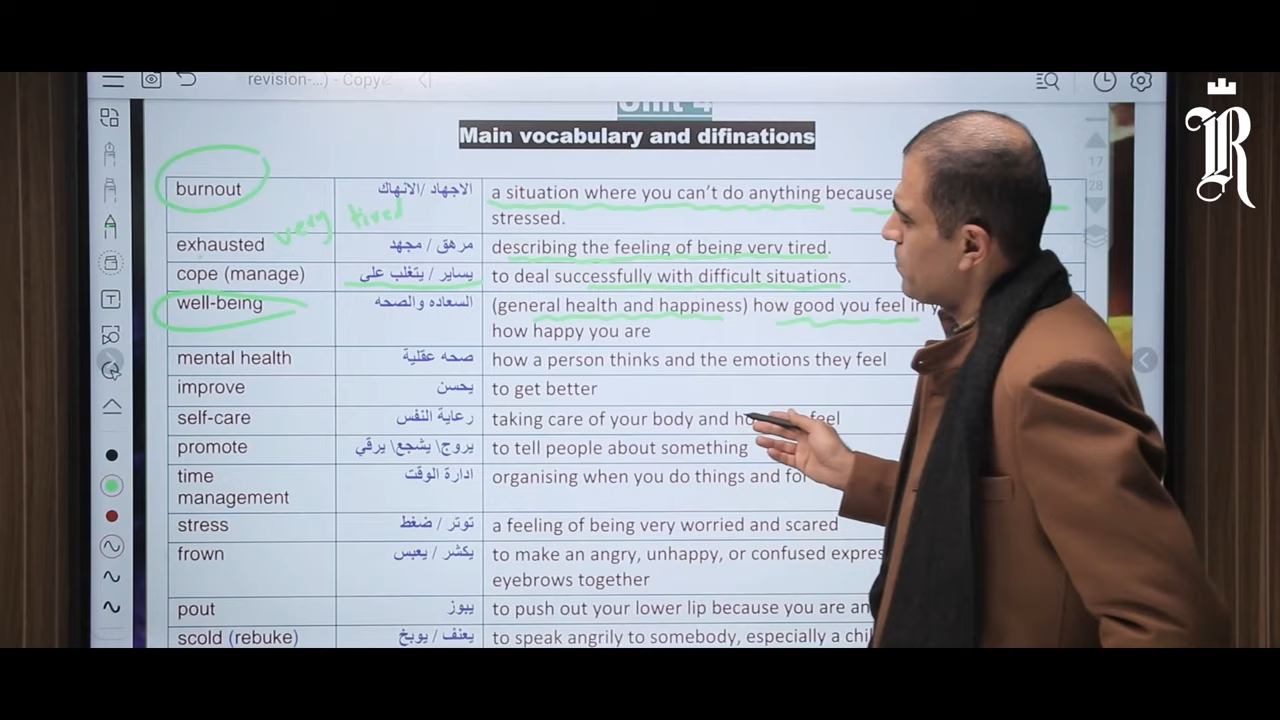 revision-...) - Copy
17
28
Unit 4
Main vocabulary and difinations
burnout الاجهاد /الانهاك a situation where you can't do anything because
stressed.
very tired
exhausted مرهق / مجهد describing the feeling of being very tired.
cope (manage) يساير / يتغلب على to deal successfully with difficult situations.
well-being السعاده والصحه (general health and happiness) how good you feel in
how happy you are
mental health صحه عقلية how a person thinks and the emotions they feel
improve يحسن to get better
self-care رعاية النفس taking care of your body and feel
promote يروج\ يشجع\ يرقي to tell people about something
time ادارة الوقت organising when you do things and for
management
stress توتر / ضغط a feeling of being very worried and scared
frown يكشر / يعبس to make an angry, unhappy, or confused
eyebrows together
pout يبوز to push out your lower lip because you are
scold (rebuke) يعنف / يوبخ to speak angrily to somebody, especially a
R